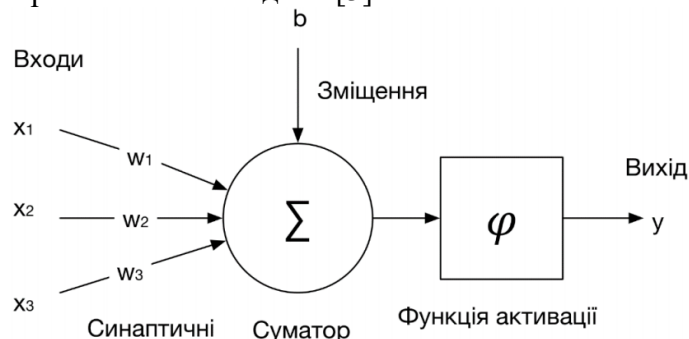 b
Входи
Зміщення
x1
w1
Вихід
x2
w2
Σ
φ
y
w3
x3
Функція активації
Синаптичні
Суматор